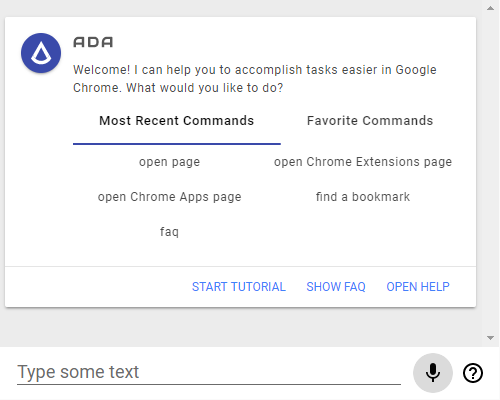 ADA
Welcome! I can help you to accomplish tasks easier in Google
Chrome. What would you like to do?
Most Recent Commands
Favorite Commands
open page
open Chrome Extensions page
open Chrome Apps page
find a bookmark
faq
START TUTORIAL
SHOW FAQ
OPEN HELP
Type some text